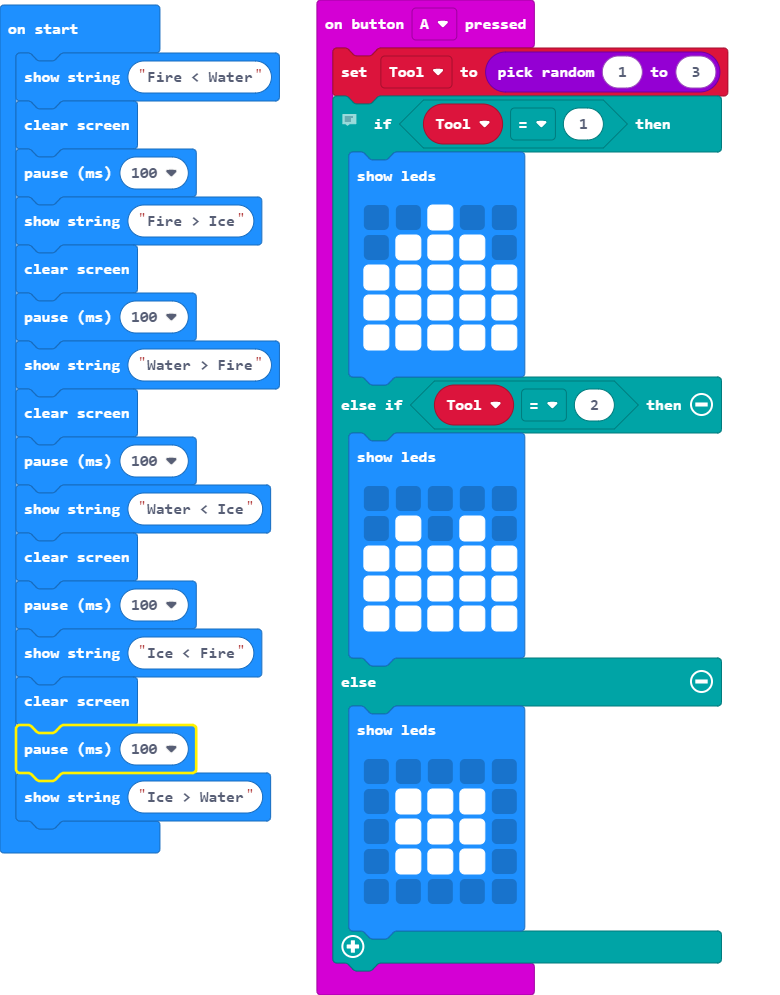 on start
show string "Fire < Water"
clear screen
pause (ms) 100
show string "Fire > Ice"
clear screen
pause (ms) 100
show string "Water > Fire"
clear screen
pause (ms) 100
show string "Water < Ice"
clear screen
pause (ms) 100
show string "Ice < Fire"
clear screen
pause (ms) 100
show string "Ice > Water"
on button A pressed
set Tool to pick random 1 to 3
if Tool = 1 then
show leds
else if Tool = 2 then
show leds
else
show leds